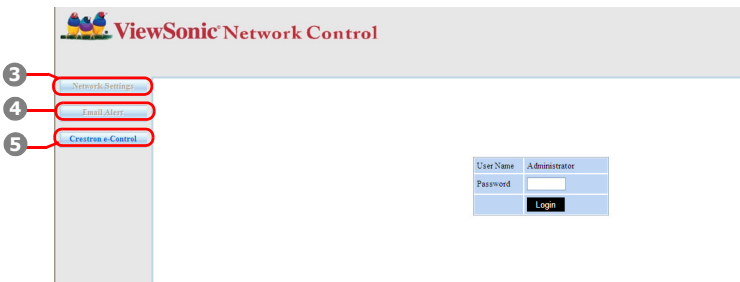 ViewSonic® Network Control
3
Network Settings
4
Email Alert
5
Crestron e-Control
User Name Administrator
Password
Login